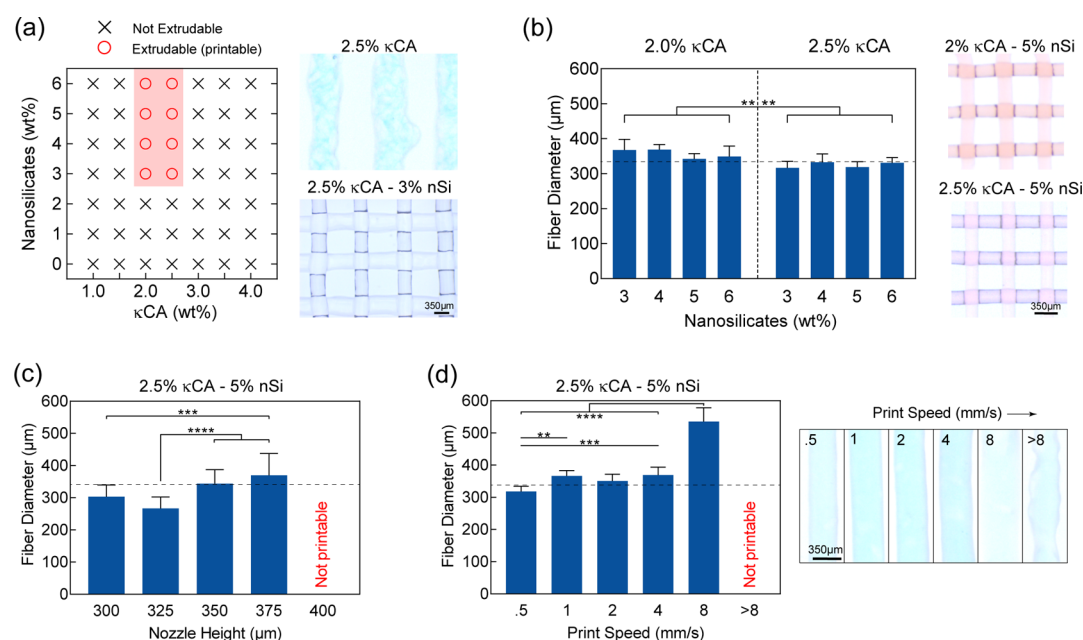 (a)
× Not Extrudable
○ Extrudable (printable)
Nanosilicates (wt%)
6
5
4
3
2
1
0
1.0 2.0 3.0 4.0
κCA (wt%)
2.5% κCA
2.5% κCA - 3% nSi
350μm
(b)
2.0% κCA 2.5% κCA
Fiber Diameter (μm)
600
500
400
300
200
100
0
** **
3 4 5 6 3 4 5 6
Nanosilicates (wt%)
2% κCA - 5% nSi
2.5% κCA - 5% nSi
350μm
(c)
2.5% κCA - 5% nSi
Fiber Diameter (μm)
600
500
400
300
200
100
0
***
****
Not printable
300 325 350 375 400
Nozzle Height (μm)
(d)
2.5% κCA - 5% nSi
Fiber Diameter (μm)
600
500
400
300
200
100
0
****
**
***
Not printable
.5 1 2 4 8 >8
Print Speed (mm/s)
Print Speed (mm/s) →
.5 1 2 4 8 >8
350μm